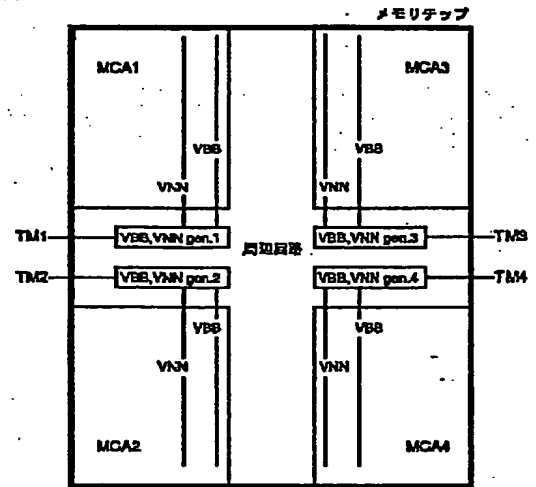 メモリチップ
MCA1
MCA3
VBB
VBB
VNN
VNN
TM1
VBB,VNN gen.1
VBB,VNN gen.3
TM3
周辺回路
TM2
VBB,VNN gen.2
VBB,VNN gen.4
TM4
VBB
VBB
VNN
VNN
MCA2
MCA4